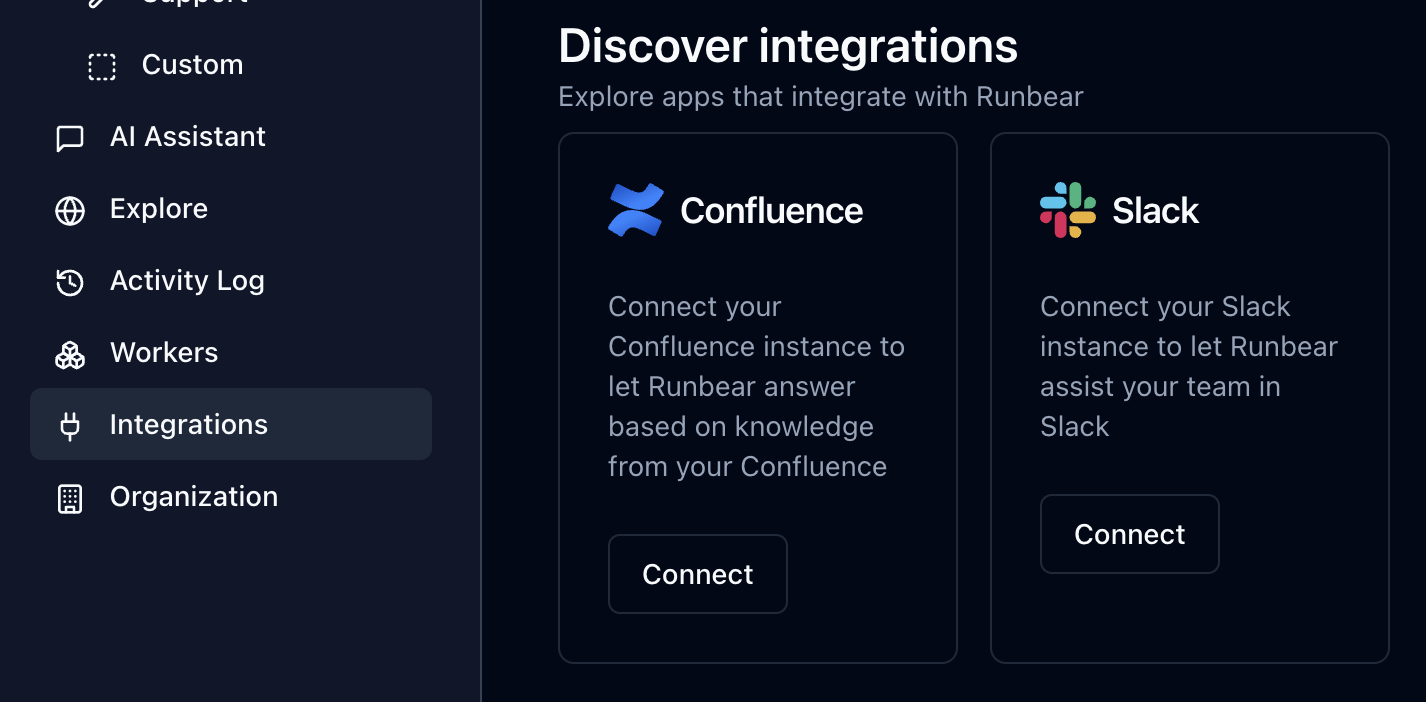 Support
Custom
AI Assistant
Explore
Activity Log
Workers
Integrations
Organization
Discover integrations
Explore apps that integrate with Runbear
Confluence
Connect your
Confluence instance to
let Runbear answer
based on knowledge
from your Confluence
Connect
Slack
Connect your Slack
instance to let Runbear
assist your team in
Slack
Connect